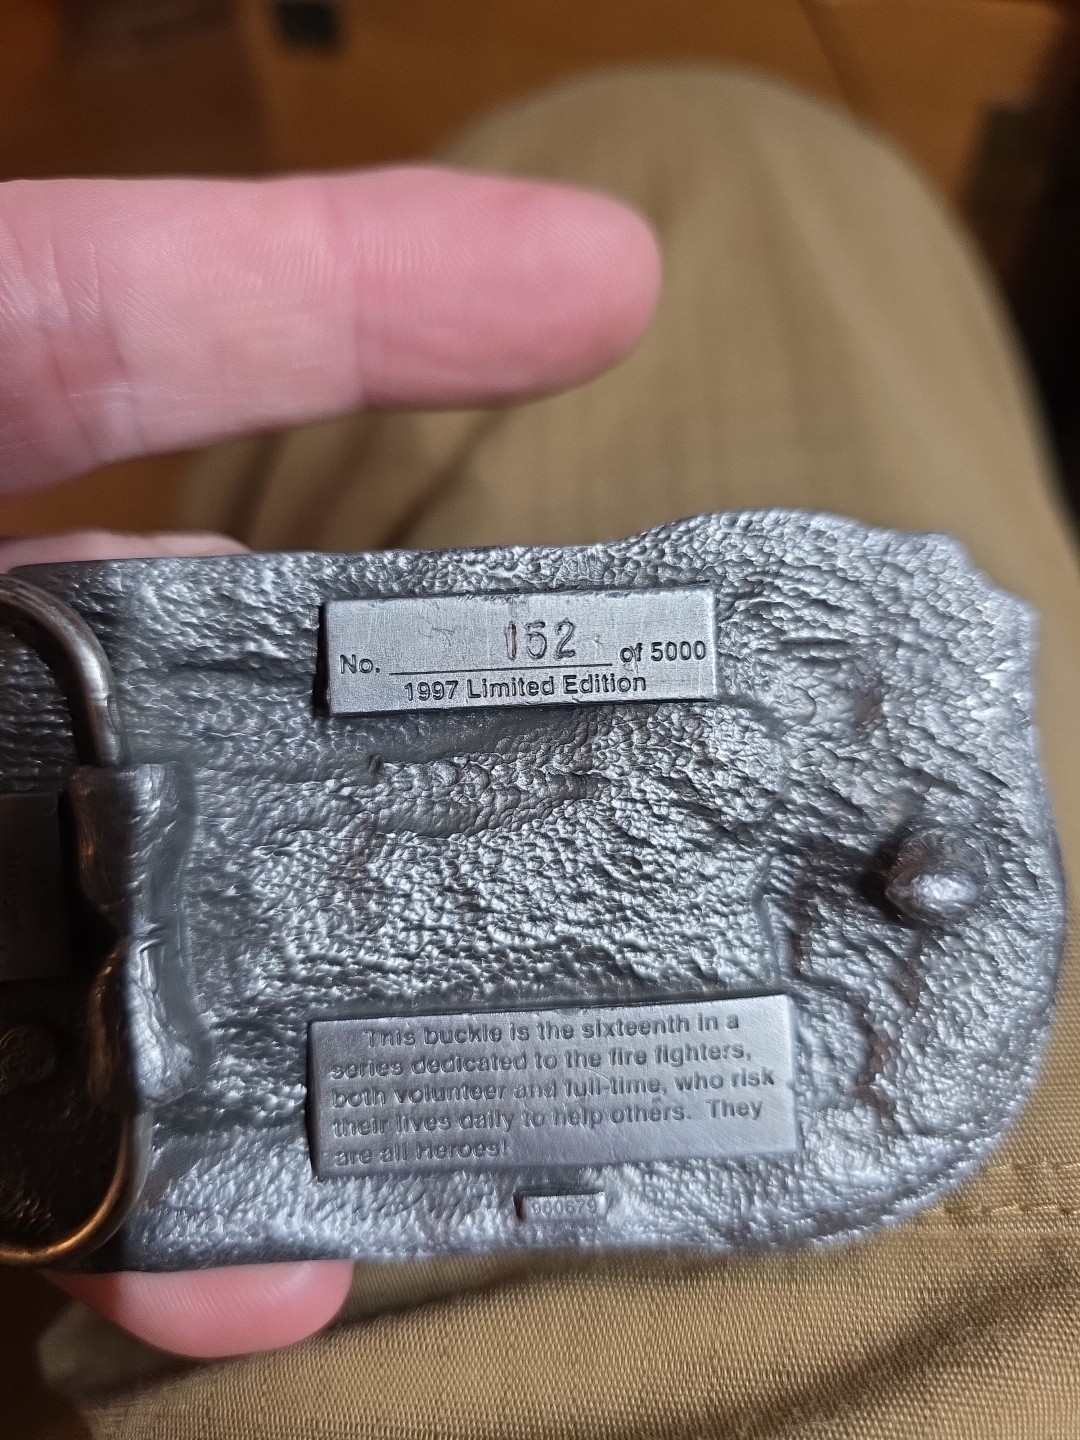 No. 152 of 5000
1997 Limited Edition
This buckle is the sixteenth in a
series dedicated to the fire fighters,
both volunteer and full-time, who risk
their lives daily to help others. They
are all Heroes!
960679